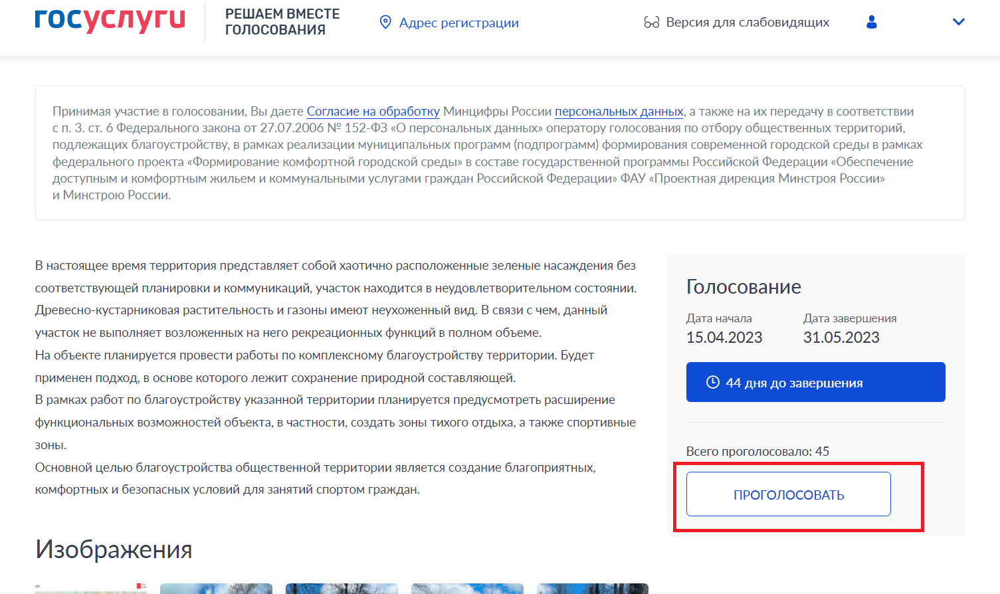 госуслуги
РЕШАЕМ ВМЕСТЕ
ГОЛОСОВАНИЯ
Адрес регистрации
Версия для слабовидящих
Принимая участие в голосовании, Вы даете Согласие на обработку Минцифры России персональных данных, а также на их передачу в соответствии
с п. 3. ст. 6 Федерального закона от 27.07.2006 № 152-ФЗ «О персональных данных» оператору голосования по отбору общественных территорий,
подлежащих благоустройству, в рамках реализации муниципальных программ (подпрограмм) формирования современной городской среды в рамках
федерального проекта «Формирование комфортной городской среды» в составе государственной программы Российской Федерации «Обеспечение
доступным и комфортным жильем и коммунальными услугами граждан Российской Федерации» ФАУ «Проектная дирекция Минстроя России»
и Минстрою России.
В настоящее время территория представляет собой хаотично расположенные зеленые насаждения без
соответствующей планировки и коммуникаций, участок находится в неудовлетворительном состоянии.
Древесно-кустарниковая растительность и газоны имеют неухоженный вид. В связи с чем, данный
участок не выполняет возложенных на него рекреационных функций в полном объеме.
На объекте планируется провести работы по комплексному благоустройству территории. Будет
применен подход, в основе которого лежит сохранение природной составляющей.
В рамках работ по благоустройству указанной территории планируется предусмотреть расширение
функциональных возможностей объекта, в частности, создать зоны тихого отдыха, а также спортивные
зоны.
Основной целью благоустройства общественной территории является создание благоприятных,
комфортных и безопасных условий для занятий спортом граждан.
Голосование
Дата начала
Дата завершения
15.04.2023
31.05.2023
44 дня до завершения
Всего проголосовало: 45
ПРОГОЛОСОВАТЬ
Изображения